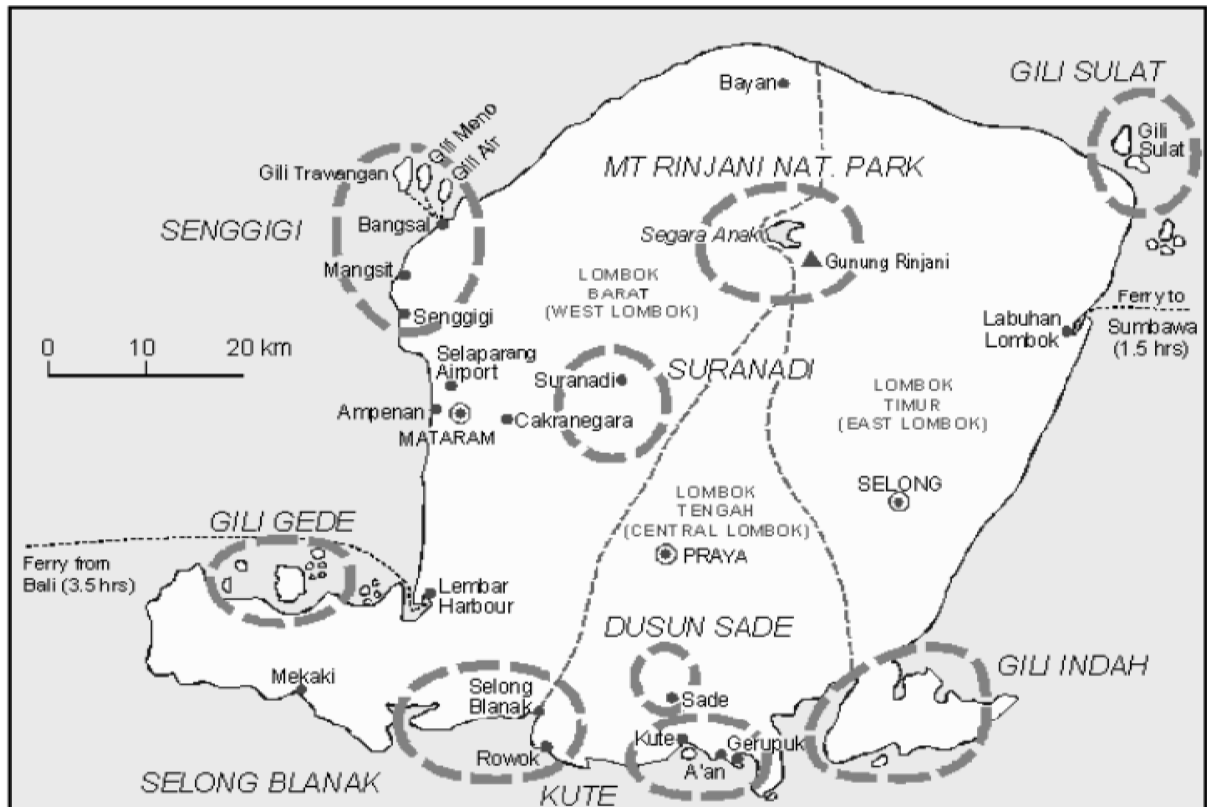 GILI SULAT
Bayan
Gili Meno
Gili Air
Gili
Sulat
Gili Trawangan
MT RINJANI NAT. PARK
SENGGIGI
Bangsal
Segara Anak
Gunung Rinjani
Mangsit
LOMBOK
BARAT
(WEST LOMBOK)
Ferry to
Sumbawa
(1.5 hrs)
Senggigi
Labuhan
Lombok
0 10 20 km
Selaparang
Airport
Suranadi
SURANADI
LOMBOK
TIMUR
(EAST LOMBOK)
Ampenan
MATARAM
Cakranegara
SELONG
LOMBOK
TENGAH
(CENTRAL LOMBOK)
GILI GEDE
PRAYA
Ferry from
Bali (3.5 hrs)
Lembar
Harbour
DUSUN SADE
GILI INDAH
Mekaki
Selong
Blanak
Sade
Kute
Gerupuk
Rowok
A'an
SELONG BLANAK
KUTE